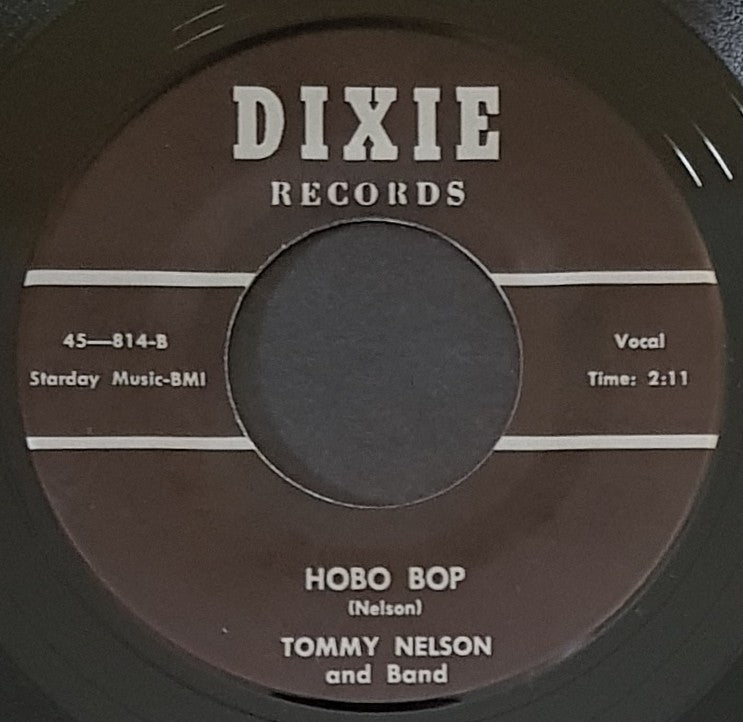 DIXIE
RECORDS
45—814-B
Starday Music-BMI
Vocal
Time: 2:11
HOBO BOP
(Nelson)
TOMMY NELSON
and Band